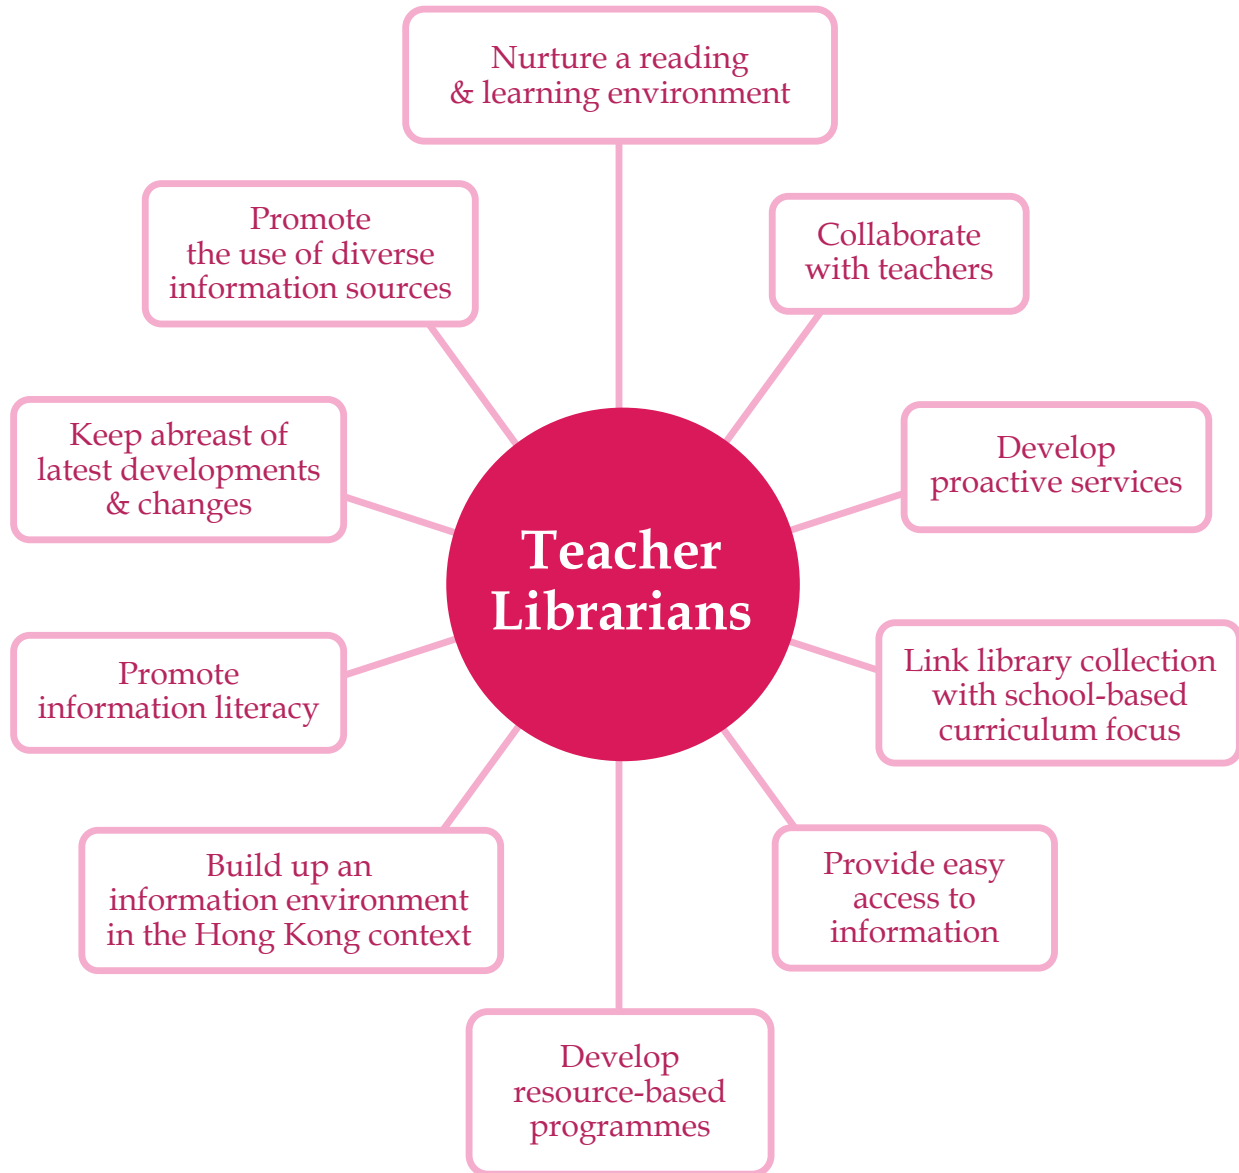 Nurture a reading
& learning environment
Collaborate
with teachers
Develop
proactive services
Link library collection
with school-based
curriculum focus
Provide easy
access to
information
Develop
resource-based
programmes
Build up an
information environment
in the Hong Kong context
Promote
information literacy
Keep abreast of
latest developments
& changes
Promote
the use of diverse
information sources
Teacher
Librarians